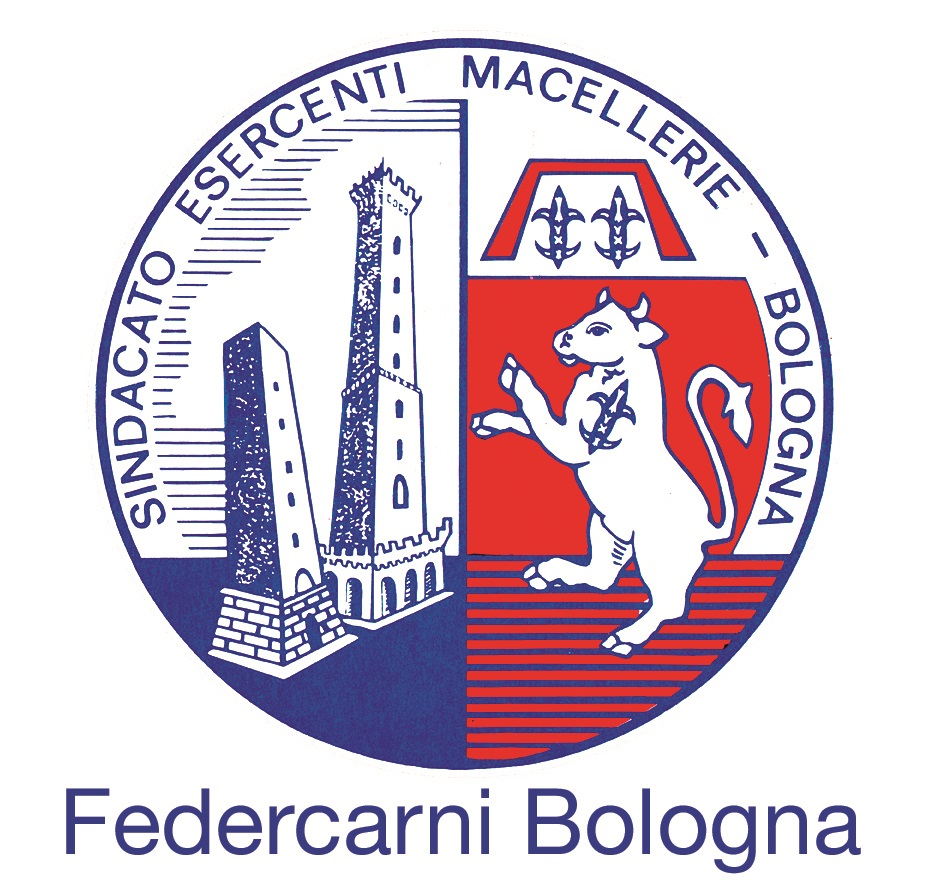 SINDACATO ESERCENTI MACELLERIE - BOLOGNA
Federcarni Bologna